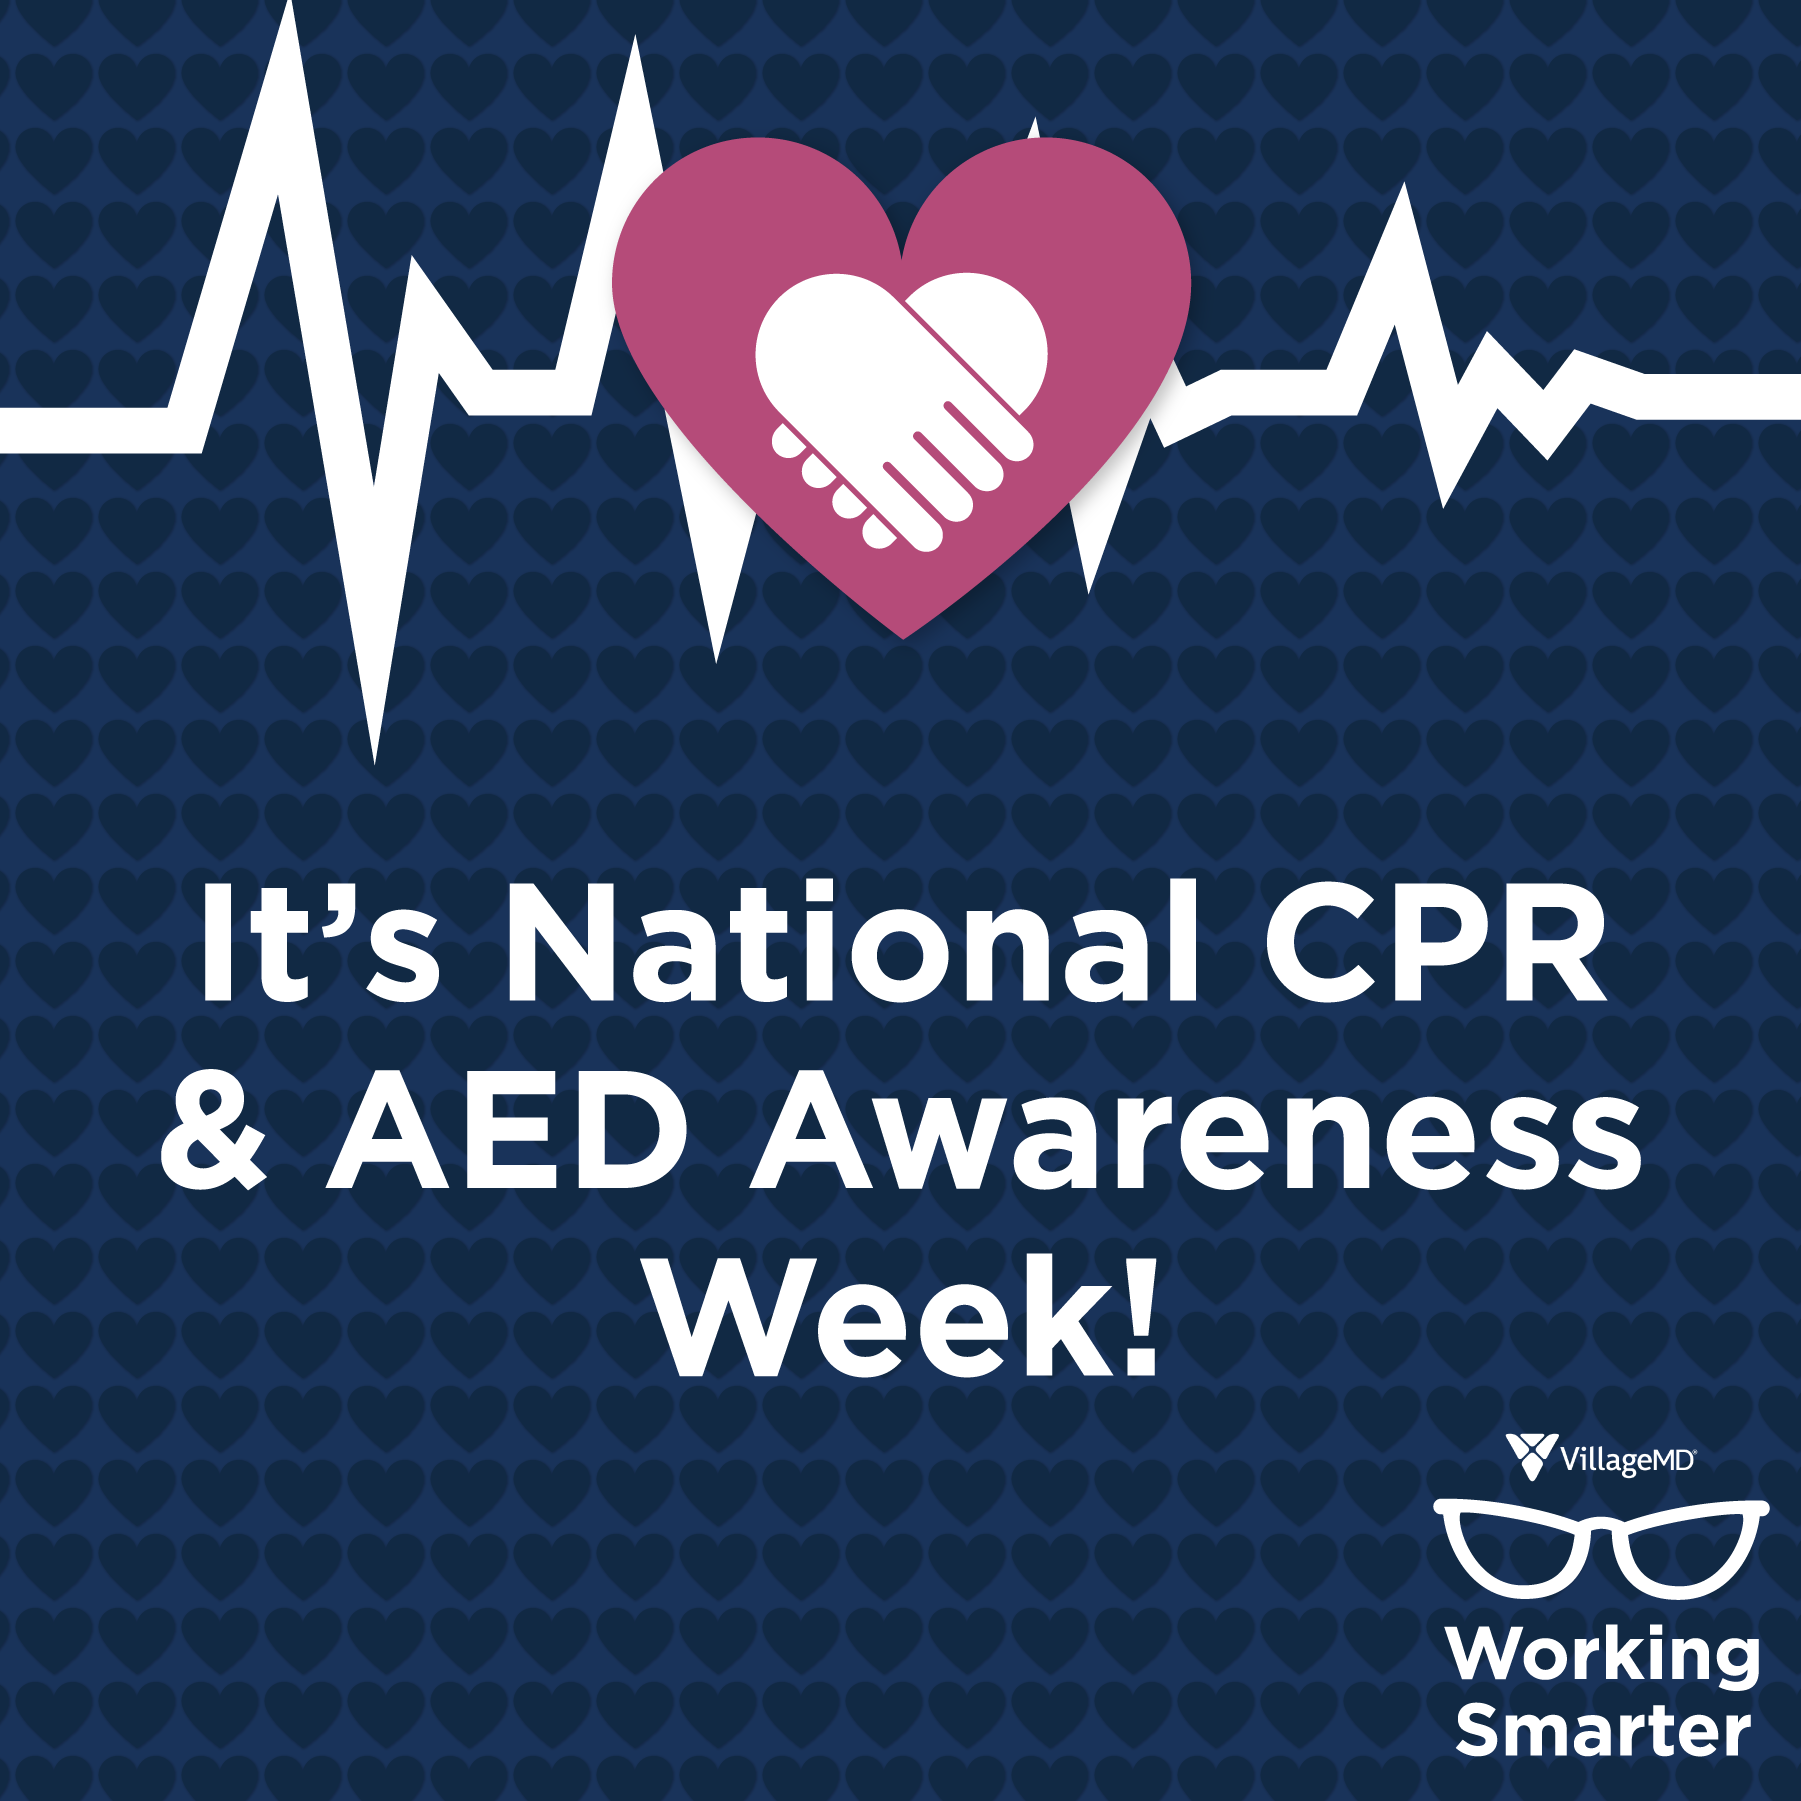 It’s National CPR
& AED Awareness
Week!
VillageMD®
Working
Smarter